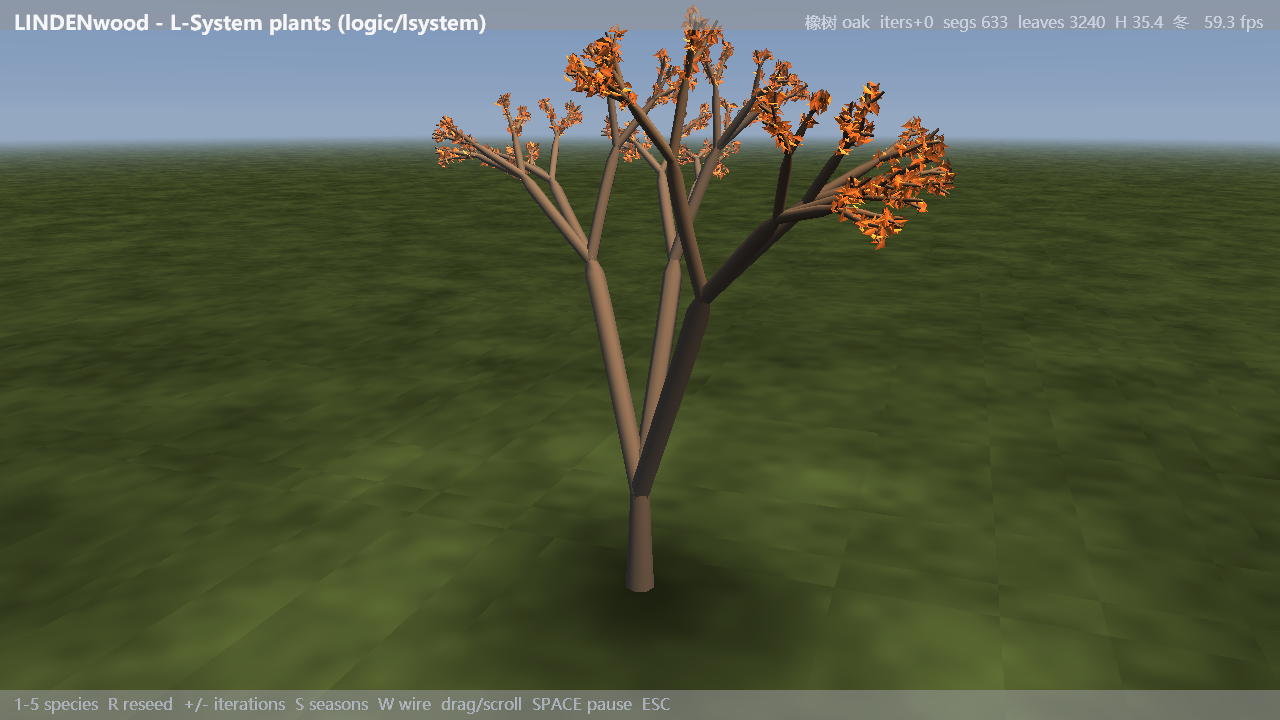 LINDENwood - L-System plants (logic/lsystem)
橡树 oak iters+0 segs 633 leaves 3240 H 35.4 冬 59.3 fps
1-5 species R reseed +/- iterations S seasons W wire drag/scroll SPACE pause ESC